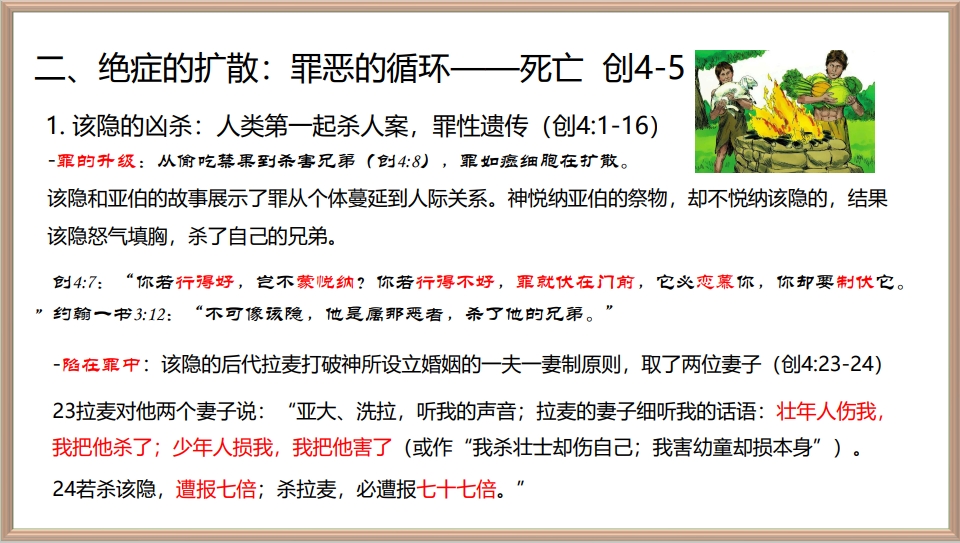 二、绝症的扩散：罪恶的循环——死亡 创4-5
1. 该隐的凶杀：人类第一起杀人案，罪性遗传（创4:1-16）
-罪的升级：从偷吃禁果到杀害兄弟（创4:8），罪如癌细胞在扩散。
该隐和亚伯的故事展示了罪从个体蔓延到人际关系。神悦纳亚伯的祭物，却不悦纳该隐的，结果
该隐怒气填胸，杀了自己的兄弟。
创4:7：“你若行得好，岂不蒙悦纳？你若行得不好，罪就伏在门前，它必恋慕你，你却要制伏它。
”约翰一书3:12：“不可像该隐，他是属那恶者，杀了他的兄弟。”
-陷在罪中：该隐的后代拉麦打破神所设立婚姻的一夫一妻制原则，取了两位妻子（创4:23-24）
23拉麦对他两个妻子说：“亚大、洗拉，听我的声音；拉麦的妻子细听我的话语：壮年人伤我，
我把他杀了；少年人损我，我把他害了（或作“我杀壮士却伤自己；我害幼童却损本身”）。
24若杀该隐，遭报七倍；杀拉麦，必遭报七十七倍。”